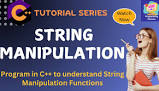 C++
TUTORIAL SERIES
Watch
Now
STRING
MANIPULATION
Program in C++ to understand String
Manipulation Functions